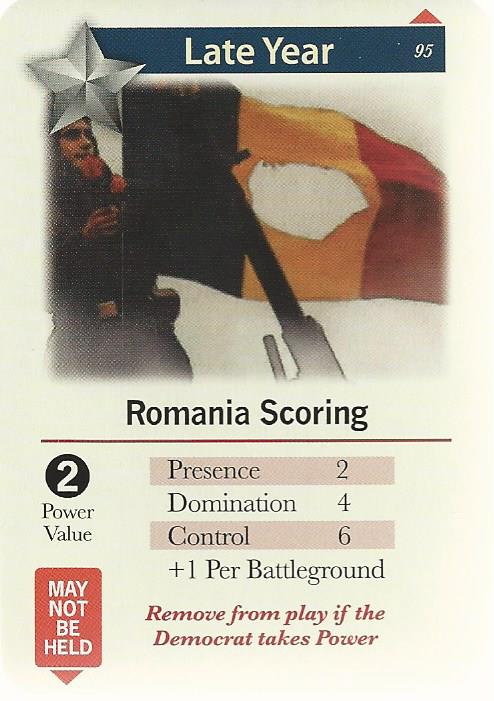 Late Year
95
Romania Scoring
2
Power
Value
Presence 2
Domination 4
Control 6
+1 Per Battleground
MAY
NOT
BE
HELD
Remove from play if the
Democrat takes Power